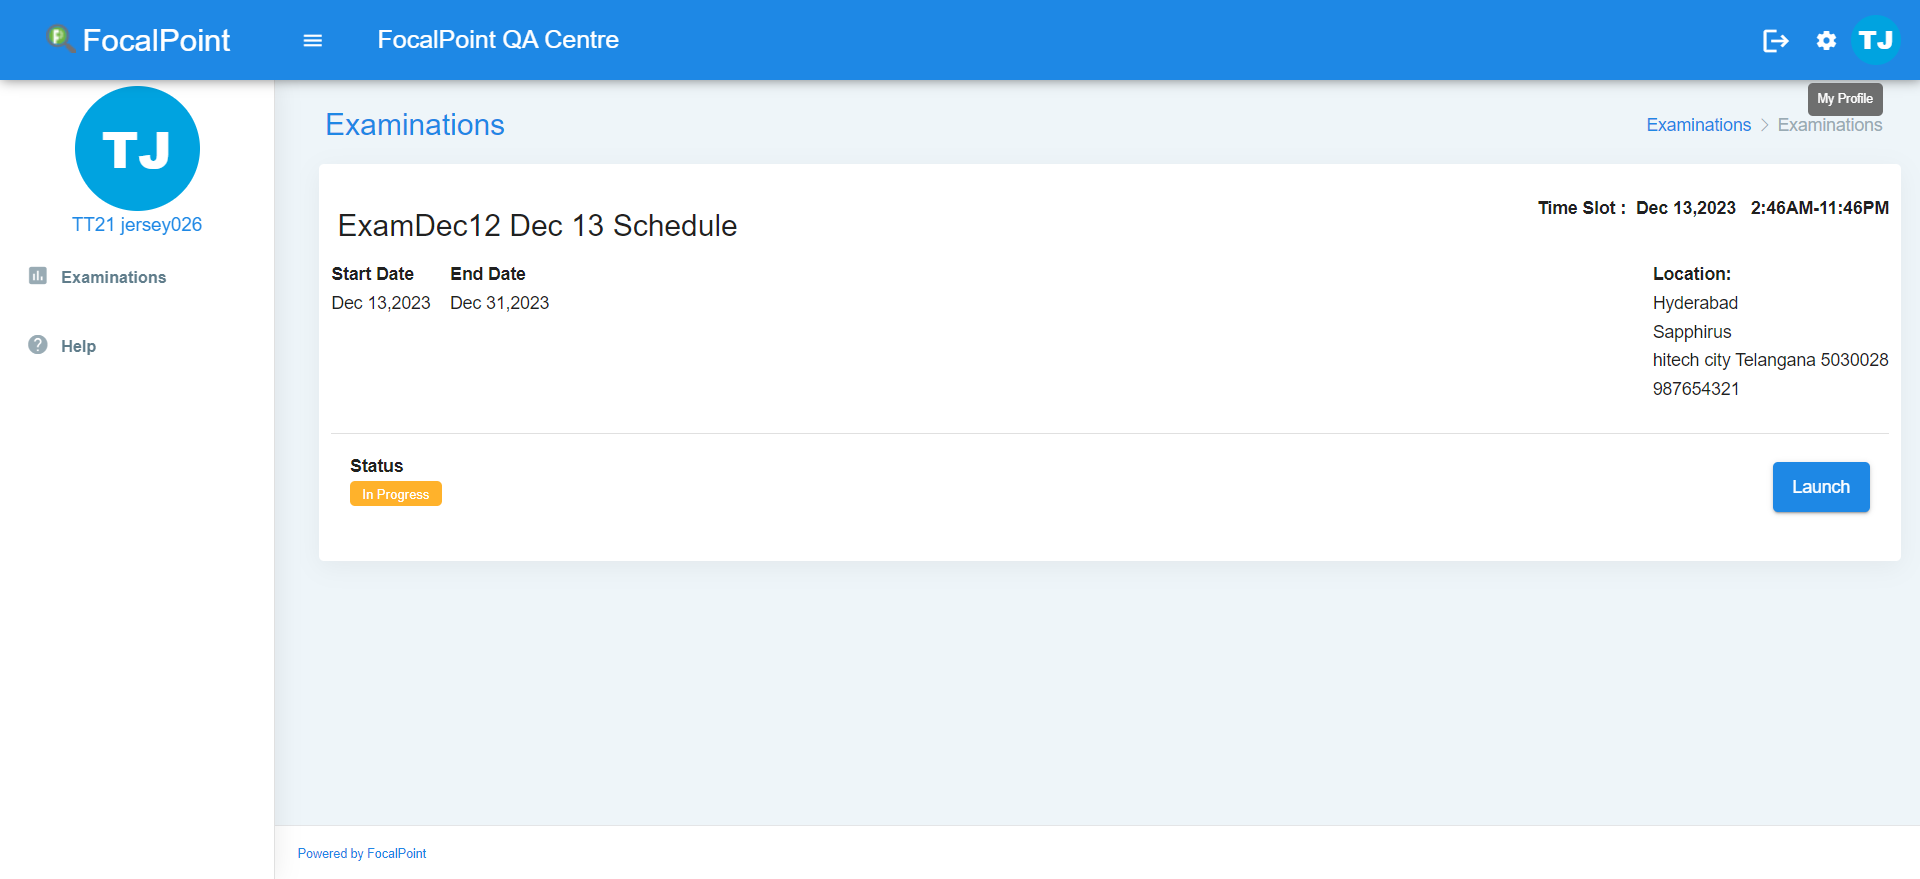 FocalPoint
FocalPoint QA Centre
TJ
My Profile
TJ
TT21 jersey026
Examinations
Help
Examinations
Examinations > Examinations
Time Slot : Dec 13,2023 2:46AM-11:46PM
ExamDec12 Dec 13 Schedule
Start Date End Date
Dec 13,2023 Dec 31,2023
Location:
Hyderabad
Sapphirus
hitech city Telangana 5030028
987654321
Status
In Progress
Launch
Powered by FocalPoint